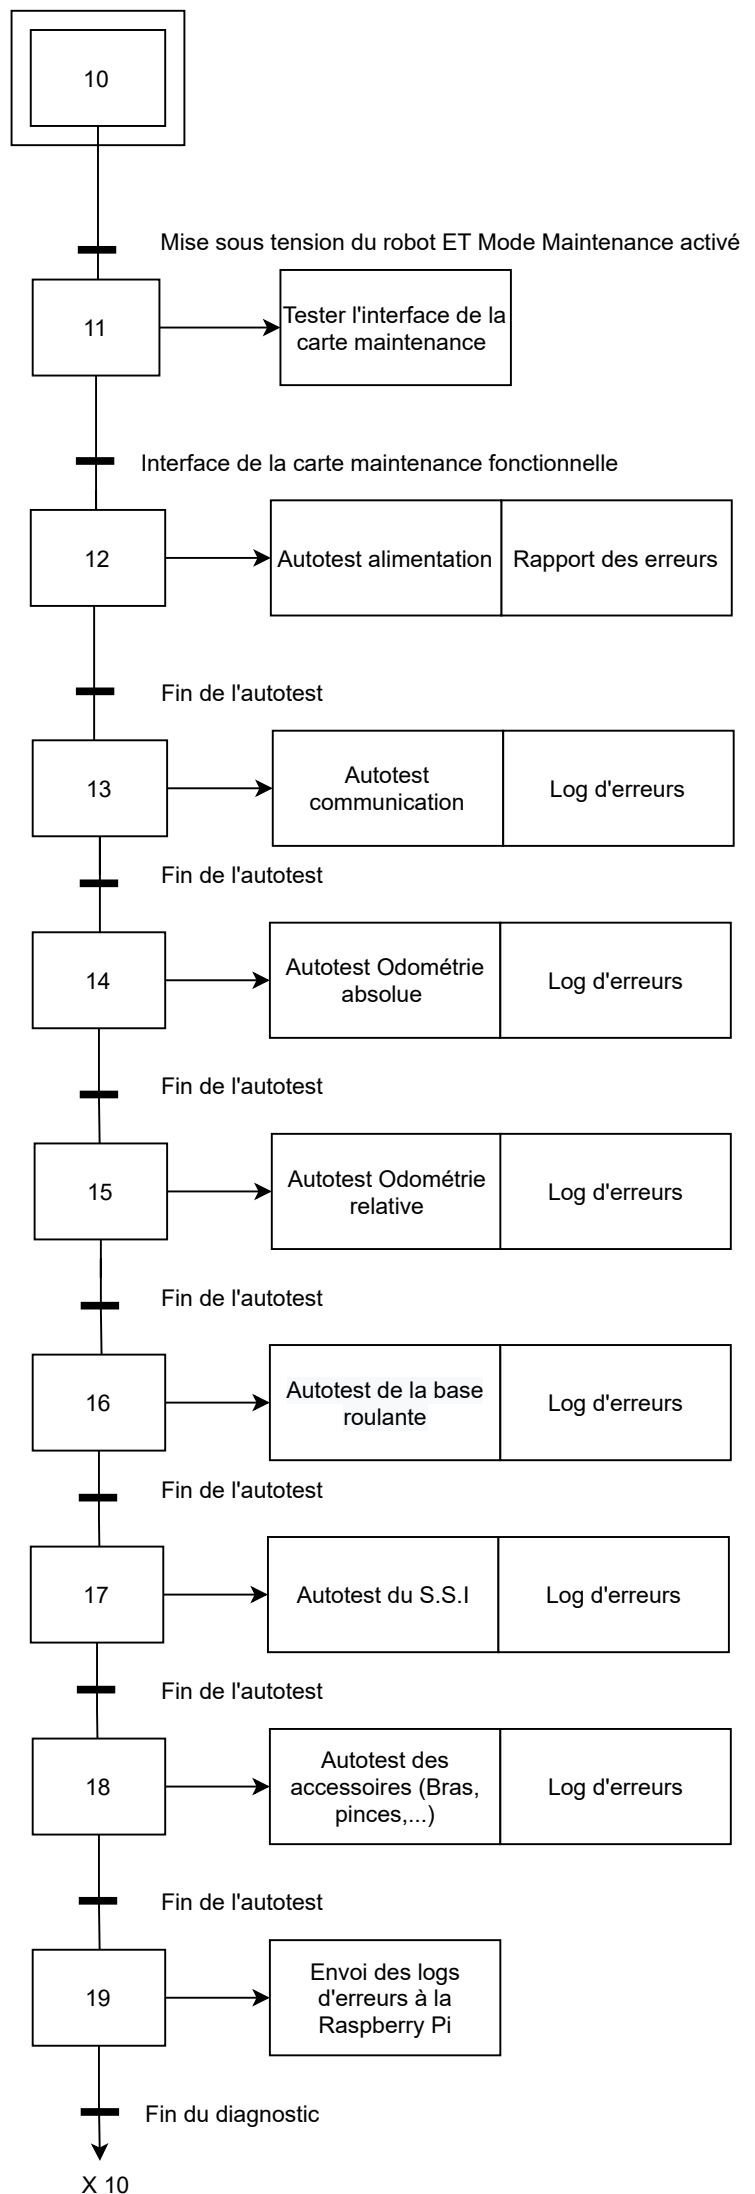 10
Mise sous tension du robot ET Mode Maintenance activé
11
Tester l'interface de la
carte maintenance
Interface de la carte maintenance fonctionnelle
12
Autotest alimentation
Rapport des erreurs
Fin de l'autotest
13
Autotest
communication
Log d'erreurs
Fin de l'autotest
14
Autotest Odométrie
absolue
Log d'erreurs
Fin de l'autotest
15
Autotest Odométrie
relative
Log d'erreurs
Fin de l'autotest
16
Autotest de la base
roulante
Log d'erreurs
Fin de l'autotest
17
Autotest du S.S.I
Log d'erreurs
Fin de l'autotest
18
Autotest des
accessoires (Bras,
pinces,...)
Log d'erreurs
Fin de l'autotest
19
Envoi des logs
d'erreurs à la
Raspberry Pi
Fin du diagnostic
X 10